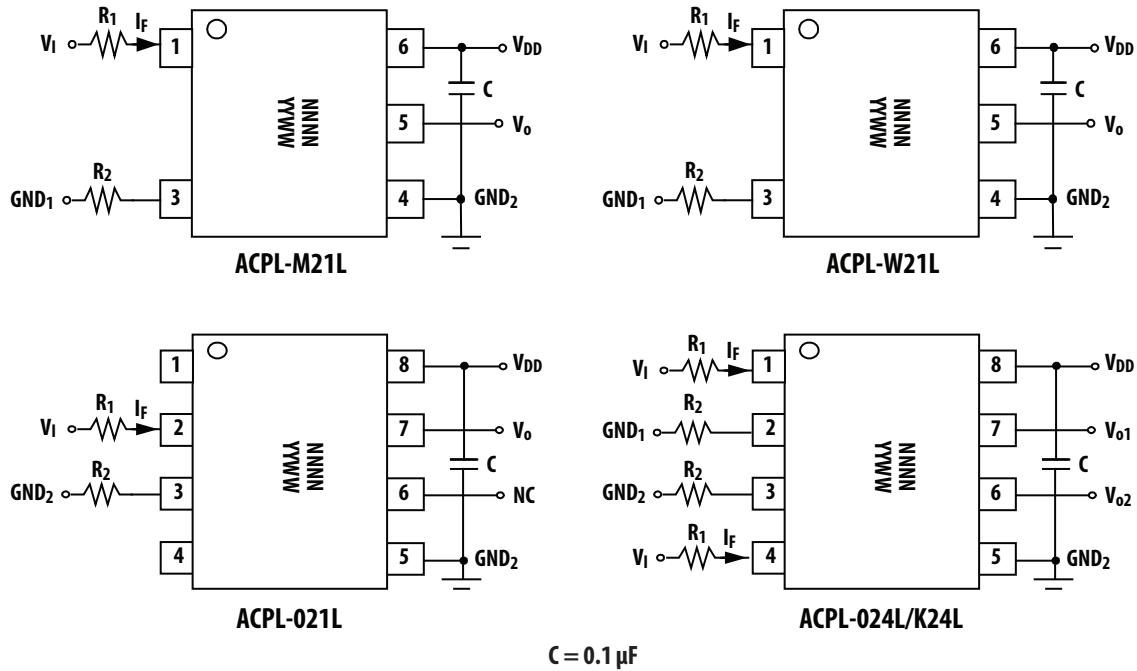 R1 IF
VI
1
6
VDD
C
NNNN
YYWW
5
Vo
R2
GND1
3
4
GND2
ACPL-M21L
R1 IF
VI
1
6
VDD
C
NNNN
YYWW
5
Vo
R2
GND1
3
4
GND2
ACPL-W21L
1
8
VDD
R1 IF
VI
2
7
Vo
NNNN
YYWW
C
R2
GND2
3
6
NC
4
5
GND2
ACPL-021L
R1 IF
VI
1
8
VDD
R2
GND1
2
7
Vo1
NNNN
YYWW
C
R2
GND2
3
6
Vo2
R1 IF
VI
4
5
GND2
ACPL-024L/K24L
C = 0.1 µF